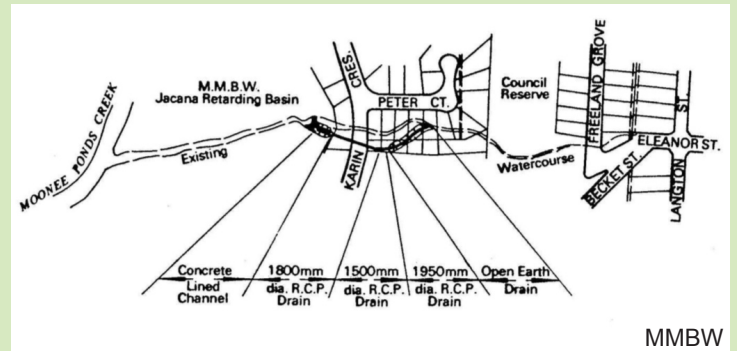 MOONEE PONDS CREEK
M.M.B.W.
Jacana Retarding Basin
Existing
KARIN
CRES.
PETER CT.
Council
Reserve
Watercourse
FREELAND GROVE
BECKET ST.
ELEANOR ST.
LANGTON
ST.
Concrete
Lined
Channel
1800mm
dia. R.C.P.
Drain
1500mm
dia. R.C.P.
Drain
1950mm
dia. R.C.P.
Drain
Open Earth
Drain
MMBW